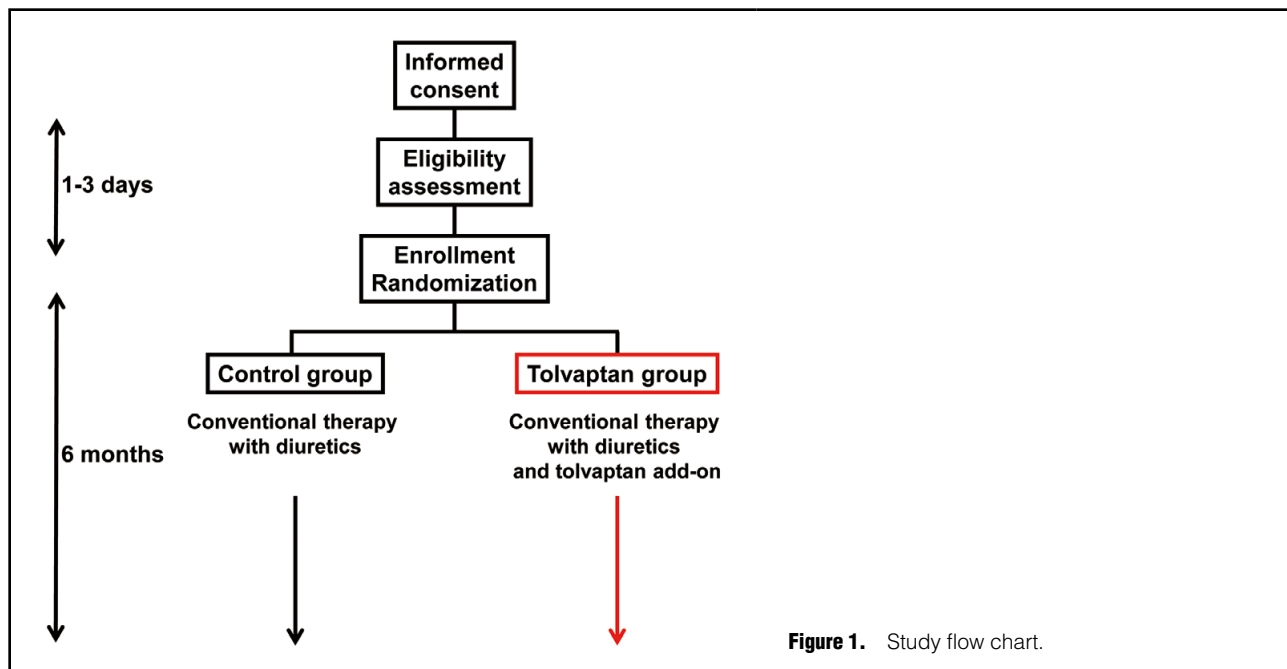 Informed
consent
Eligibility
assessment
1-3 days
Enrollment
Randomization
Control group
Tolvaptan group
Conventional therapy
with diuretics
Conventional therapy
with diuretics
and tolvaptan add-on
6 months
Figure 1. Study flow chart.